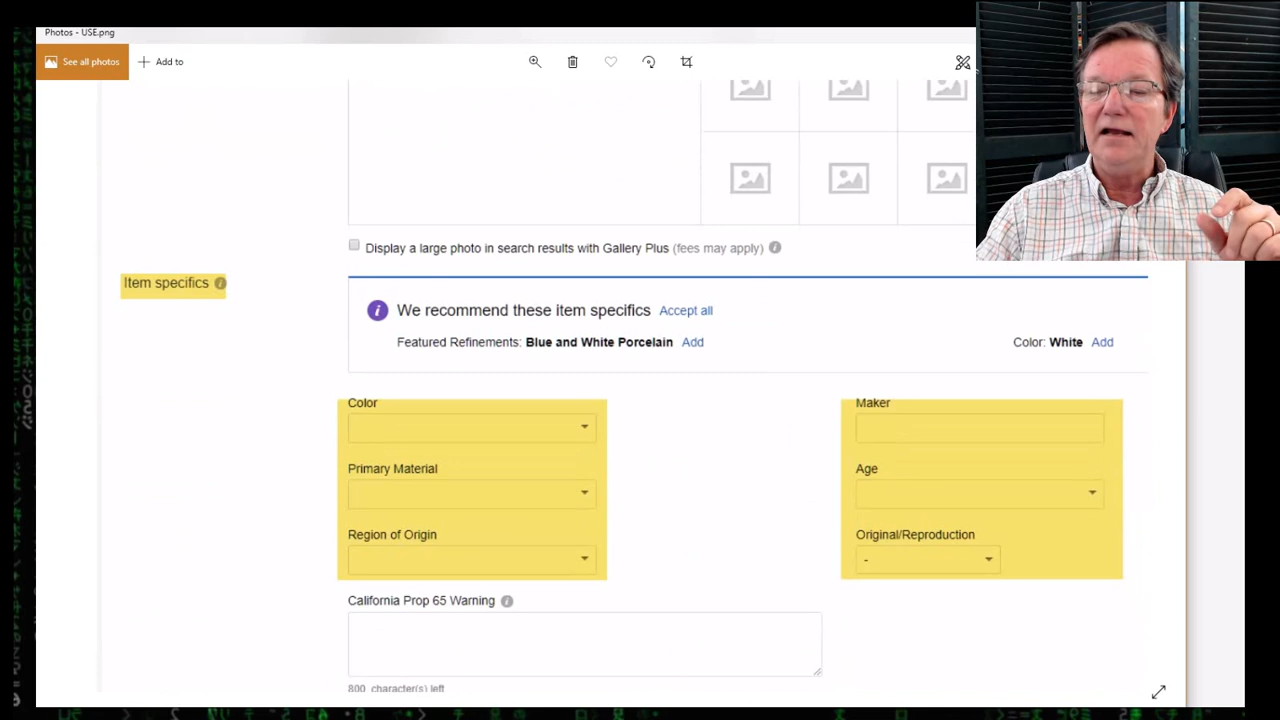 Photos - USE.png
See all photos
Add to
Display a large photo in search results with Gallery Plus (fees may apply)
Item specifics
We recommend these item specifics Accept all
Featured Refinements: Blue and White Porcelain Add
Color: White Add
Color
Maker
Primary Material
Age
Region of Origin
Original/Reproduction
-
California Prop 65 Warning
800 character(s) left